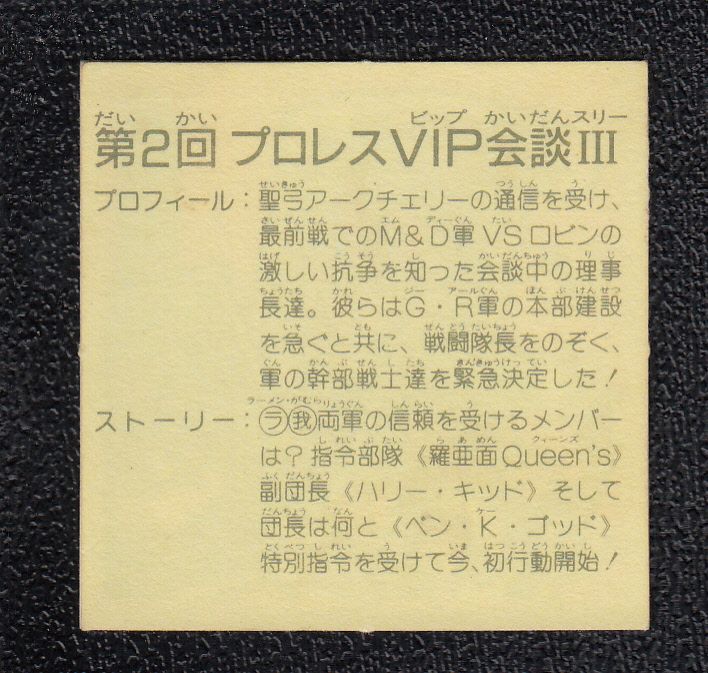 第2回 プロレスVIP会談III
プロフィール：聖弓アークチェリーの通信を受け、
最前戦でのM&D軍VSロビンの
激しい抗争を知った会談中の理事
長達。彼らはG・R軍の本部建設
を急ぐと共に、戦闘隊長をのぞく、
軍の幹部戦士達を緊急決定した！
ストーリー：㋶㊒両軍の信頼を受けるメンバー
は？指令部隊《羅亜面Queen's》
副団長《ハリー・キッド》そして
団長は何と《ベン・K・ゴッド》
特別指令を受けて今、初行動開始！